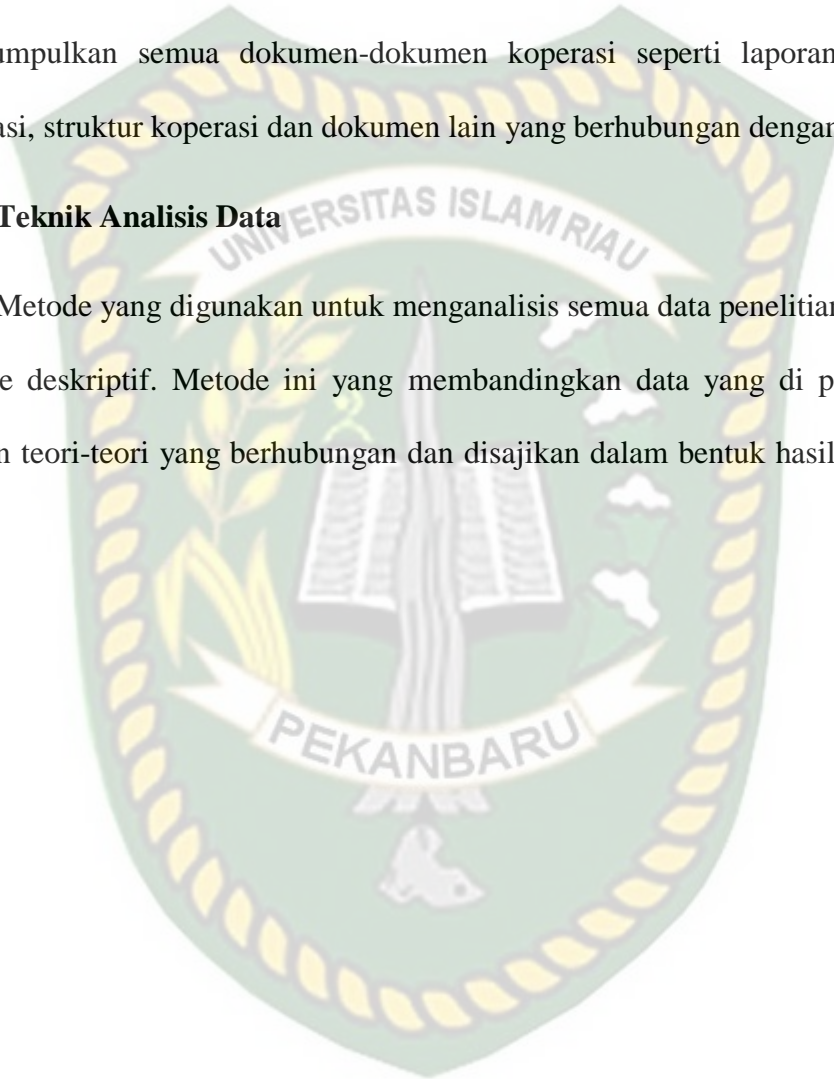 umpulkan semua dokumen-dokumen koperasi seperti laporan
asi, struktur koperasi dan dokumen lain yang berhubungan dengan
Teknik Analisis Data
UNIVERSITAS ISLAM RIAU
Metode yang digunakan untuk menganalisis semua data penelitian
e deskriptif. Metode ini yang membandingkan data yang di p
n teori-teori yang berhubungan dan disajikan dalam bentuk hasil
PEKANBARU